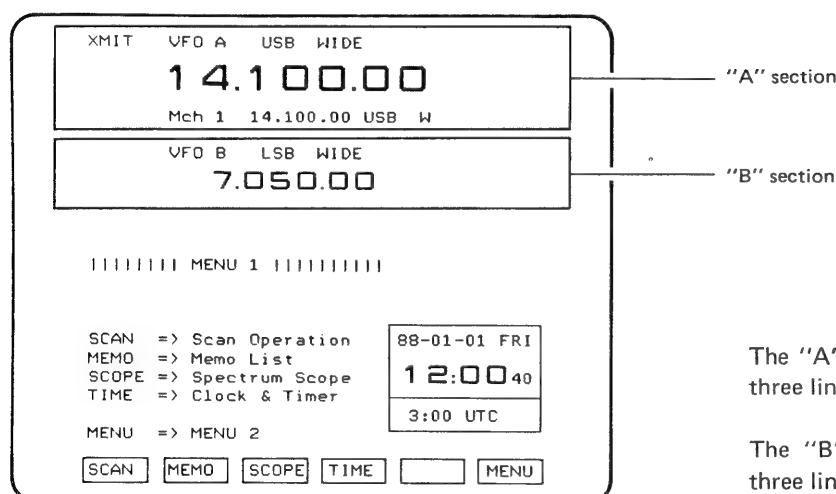 XMIT VFO A USB WIDE
14.100.00
Mch 1 14.100.00 USB W
"A" section
VFO B LSB WIDE
7.050.00
"B" section
|||||||| MENU 1 ||||||||||
SCAN => Scan Operation
MEMO => Memo List
SCOPE => Spectrum Scope
TIME => Clock & Timer
MENU => MENU 2
88-01-01 FRI
12:00 40
3:00 UTC
SCAN MEMO SCOPE TIME MENU
The "A"
three lin
The "B"
three lin